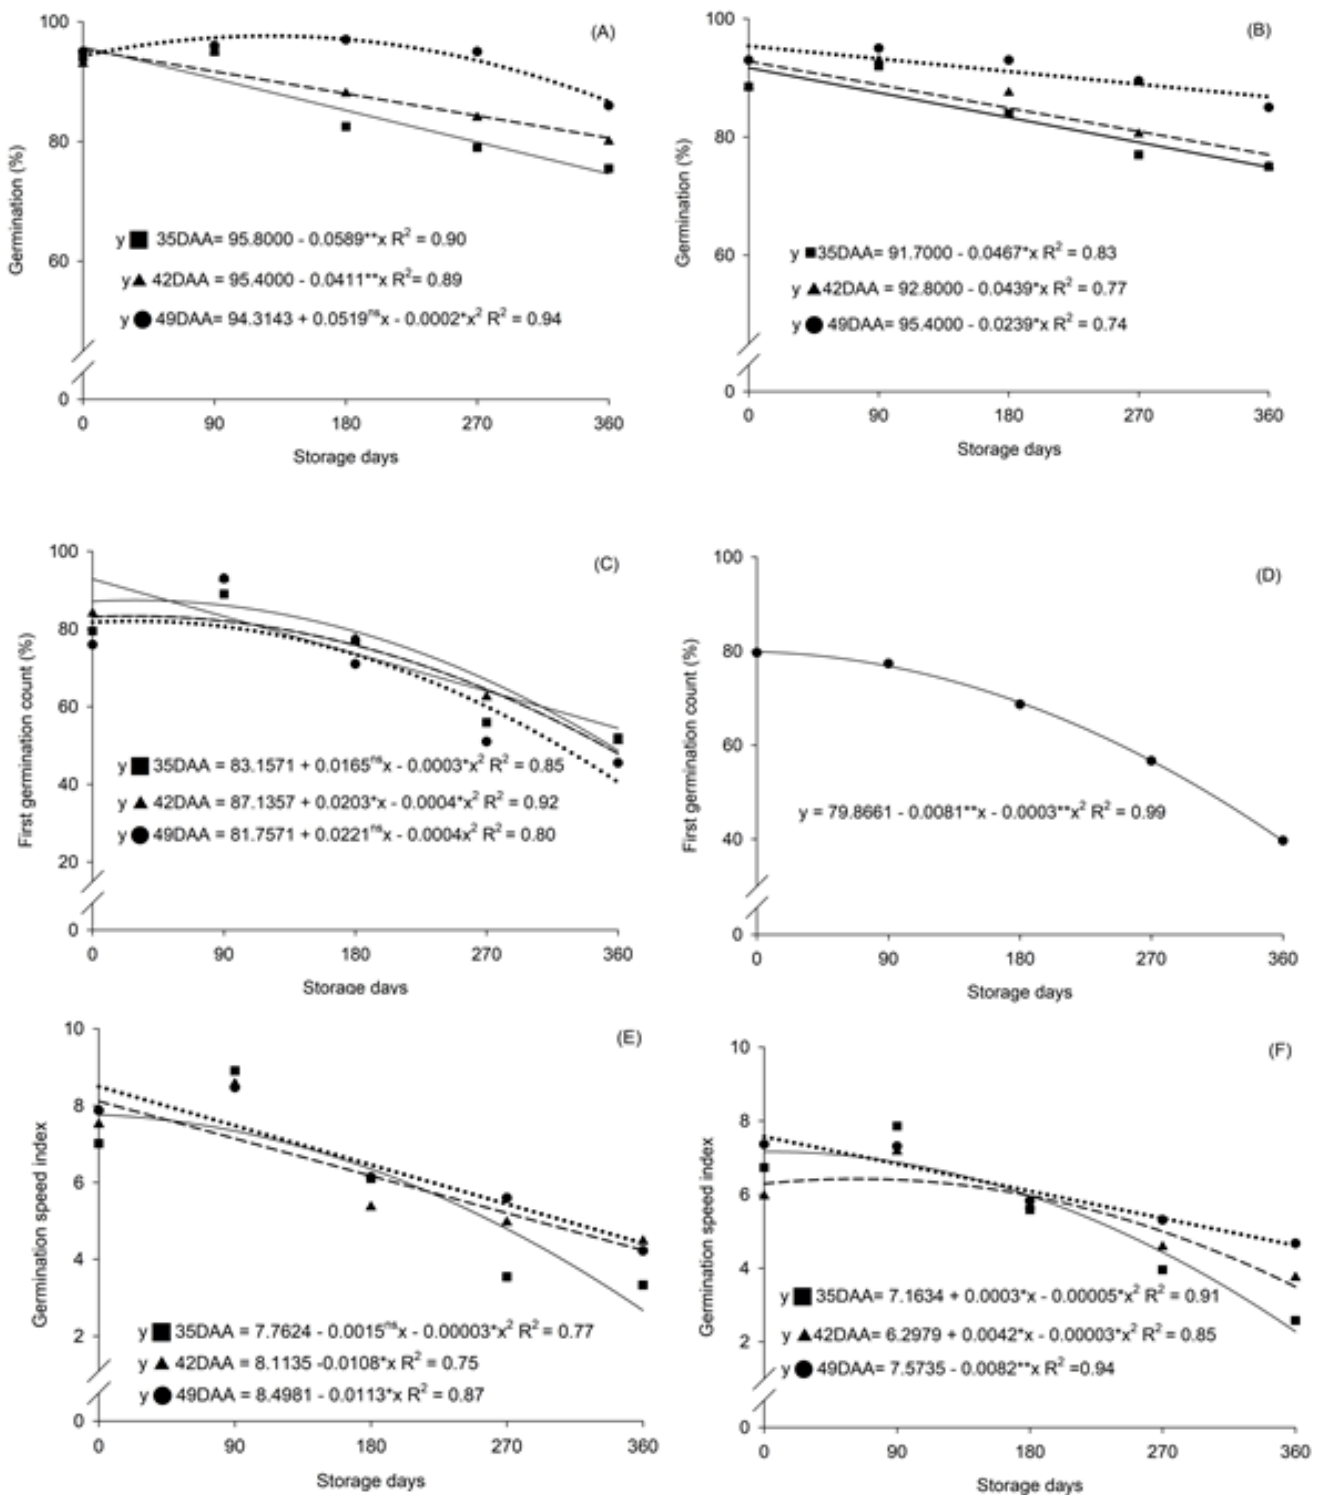 (A)
100
80
60
0
Germination (%)
y ■ 35DAA= 95.8000 - 0.0589**x R² = 0.90
y ▲ 42DAA = 95.4000 - 0.0411**x R²= 0.89
y ● 49DAA= 94.3143 + 0.0519ⁿˢx - 0.0002*x² R² = 0.94
0 90 180 270 360
Storage days
(B)
100
80
60
0
Germination (%)
y ■35DAA= 91.7000 - 0.0467*x R² = 0.83
y ▲42DAA = 92.8000 - 0.0439*x R² = 0.77
y ● 49DAA= 95.4000 - 0.0239*x R² = 0.74
0 90 180 270 360
Storage days
(C)
100
80
60
40
20
0
First germination count (%)
y ■ 35DAA = 83.1571 + 0.0165ⁿˢx - 0.0003*x² R² = 0.85
y ▲ 42DAA = 87.1357 + 0.0203*x - 0.0004*x² R² = 0.92
y ● 49DAA = 81.7571 + 0.0221ⁿˢx - 0.0004x² R² = 0.80
0 90 180 270 360
Storage days
(D)
100
80
60
40
0
First germination count (%)
y = 79.8661 - 0.0081**x - 0.0003**x² R² = 0.99
0 90 180 270 360
Storage days
(E)
10
8
6
4
2
0
Germination speed index
y ■ 35DAA = 7.7624 - 0.0015ⁿˢx - 0.00003*x² R² = 0.77
y ▲ 42DAA = 8.1135 -0.0108*x R² = 0.75
y ● 49DAA = 8.4981 - 0.0113*x R² = 0.87
0 90 180 270 360
Storage days
(F)
10
8
6
4
2
0
Germination speed index
y ■ 35DAA= 7.1634 + 0.0003*x - 0.00005*x² R² = 0.91
y ▲ 42DAA= 6.2979 + 0.0042*x - 0.00003*x² R² = 0.85
y ● 49DAA= 7.5735 - 0.0082**x R² =0.94
0 90 180 270 360
Storage days